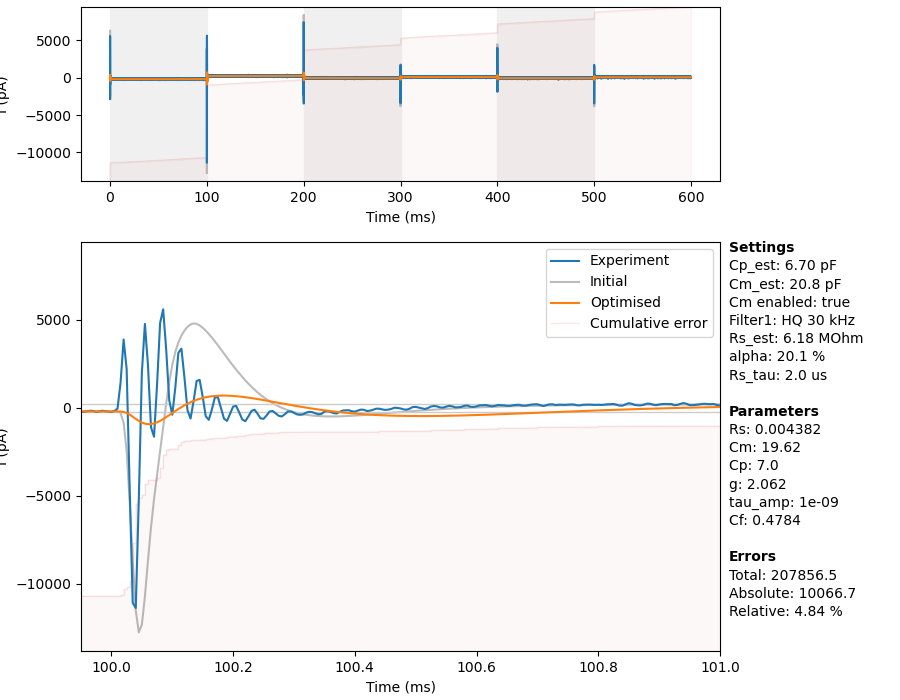 5000
0
−5000
−10000
I (pA)
0 100 200 300 400 500 600
Time (ms)
5000
0
−5000
−10000
I (pA)
100.0 100.2 100.4 100.6 100.8 101.0
Time (ms)
Experiment
Initial
Optimised
Cumulative error
Settings
Cp_est: 6.70 pF
Cm_est: 20.8 pF
Cm enabled: true
Filter1: HQ 30 kHz
Rs_est: 6.18 MOhm
alpha: 20.1 %
Rs_tau: 2.0 us
Parameters
Rs: 0.004382
Cm: 19.62
Cp: 7.0
g: 2.062
tau_amp: 1e-09
Cf: 0.4784
Errors
Total: 207856.5
Absolute: 10066.7
Relative: 4.84 %